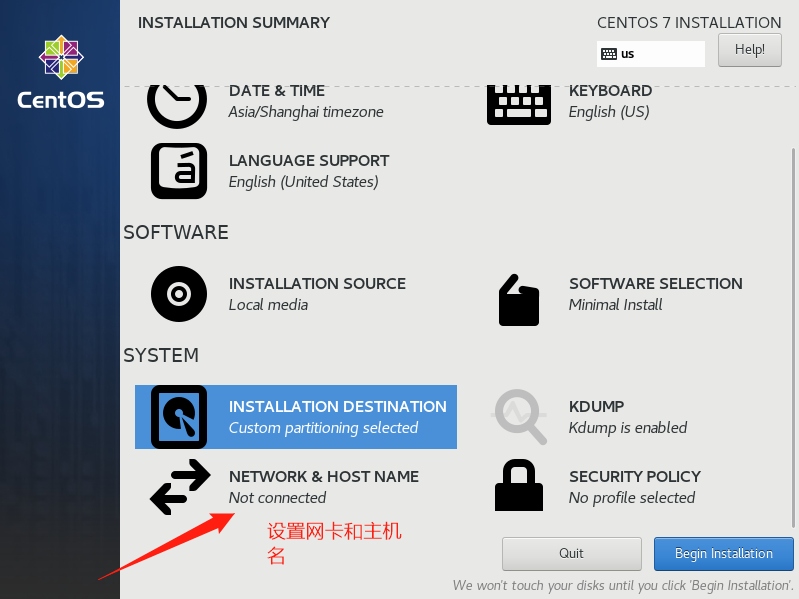 INSTALLATION SUMMARY
CENTOS 7 INSTALLATION
us
Help!
CentOS
DATE & TIME
Asia/Shanghai timezone
KEYBOARD
English (US)
á
LANGUAGE SUPPORT
English (United States)
SOFTWARE
INSTALLATION SOURCE
Local media
SOFTWARE SELECTION
Minimal Install
SYSTEM
INSTALLATION DESTINATION
Custom partitioning selected
KDUMP
Kdump is enabled
NETWORK & HOST NAME
Not connected
SECURITY POLICY
No profile selected
设置网卡和主机
名
Quit
Begin Installation
We won't touch your disks until you click 'Begin Installation'.